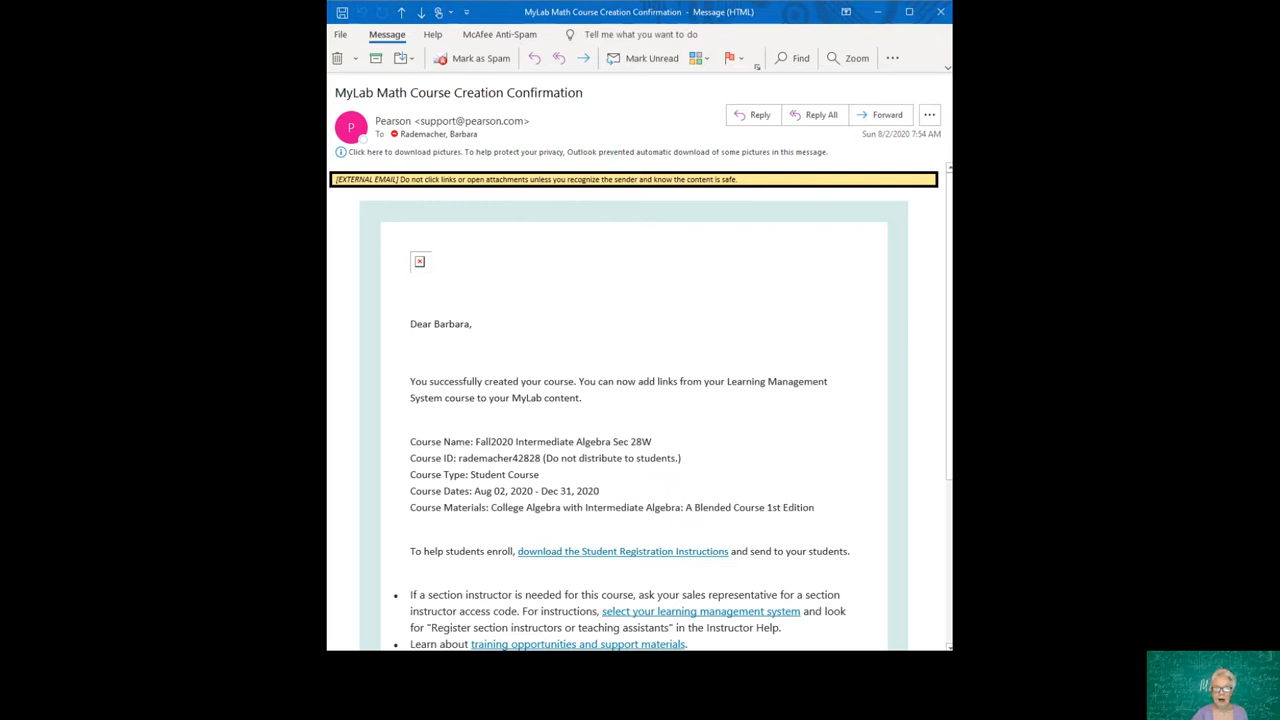 MyLab Math Course Creation Confirmation - Message (HTML)
File Message Help McAfee Anti-Spam Tell me what you want to do
Mark as Spam Mark Unread Find Zoom
MyLab Math Course Creation Confirmation
P
Pearson <support@pearson.com>
To Rademacher, Barbara
Reply Reply All Forward
Sun 8/2/2020 7:54 AM
Click here to download pictures. To help protect your privacy, Outlook prevented automatic download of some pictures in this message.
[EXTERNAL EMAIL] Do not click links or open attachments unless you recognize the sender and know the content is safe.
Dear Barbara,
You successfully created your course. You can now add links from your Learning Management
System course to your MyLab content.
Course Name: Fall2020 Intermediate Algebra Sec 28W
Course ID: rademacher42828 (Do not distribute to students.)
Course Type: Student Course
Course Dates: Aug 02, 2020 - Dec 31, 2020
Course Materials: College Algebra with Intermediate Algebra: A Blended Course 1st Edition
To help students enroll, download the Student Registration Instructions and send to your students.
• If a section instructor is needed for this course, ask your sales representative for a section
instructor access code. For instructions, select your learning management system and look
for "Register section instructors or teaching assistants" in the Instructor Help.
• Learn about training opportunities and support materials.